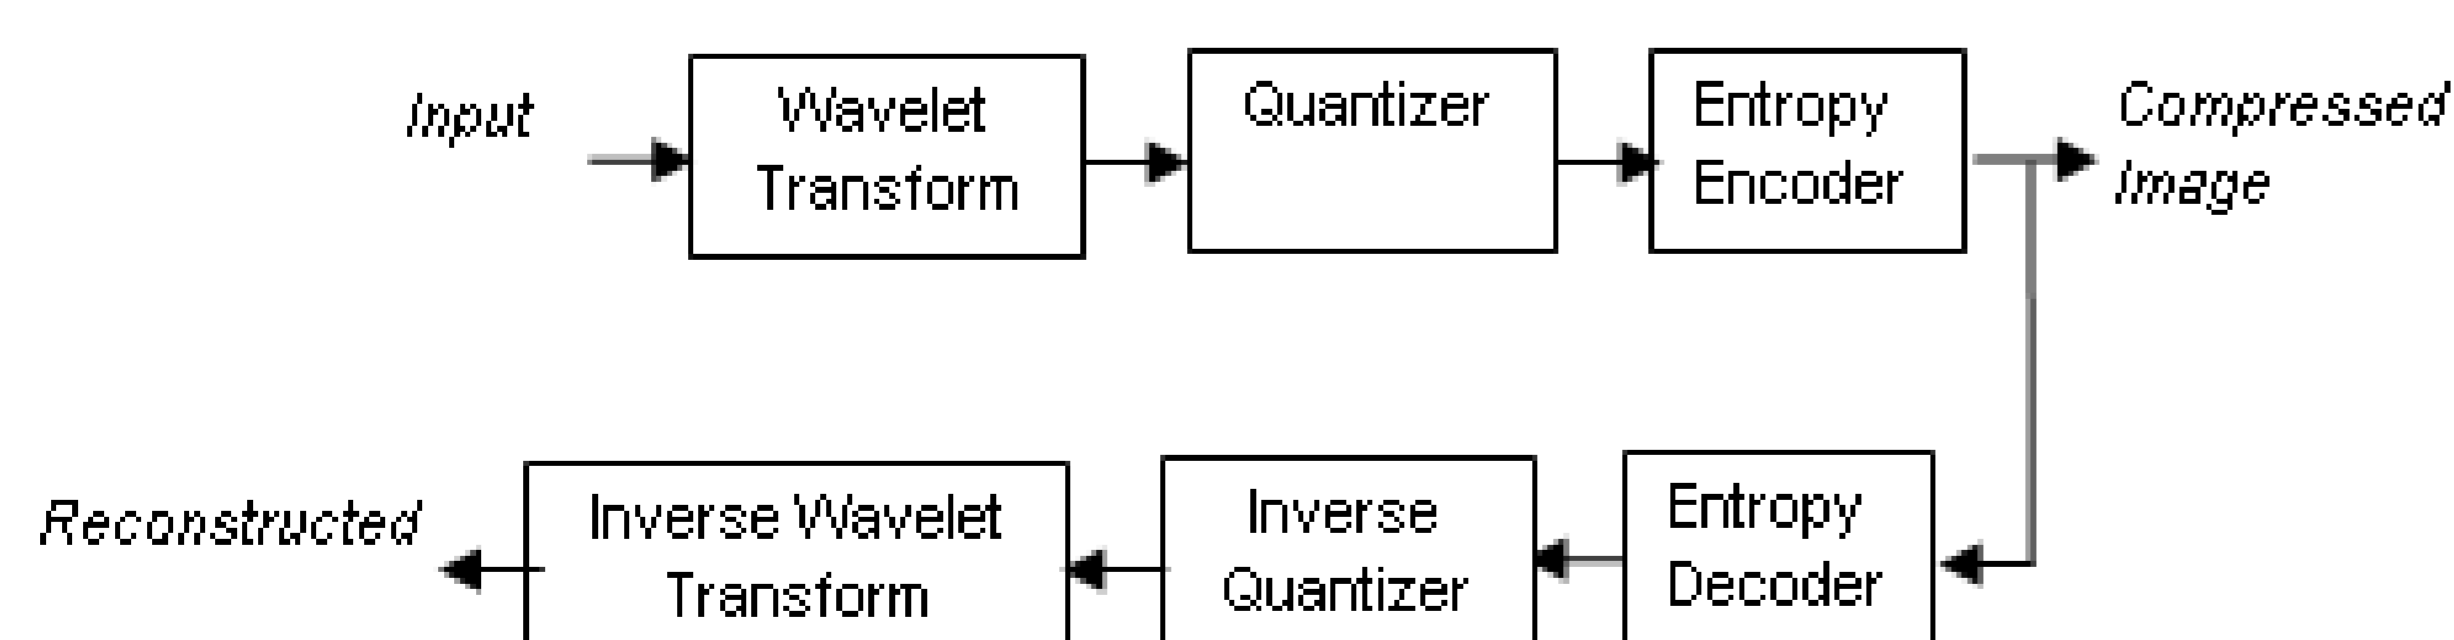 Input
Wavelet
Transform
Quantizer
Entropy
Encoder
Compressed
Image
Reconstructed
Inverse Wavelet
Transform
Inverse
Quantizer
Entropy
Decoder